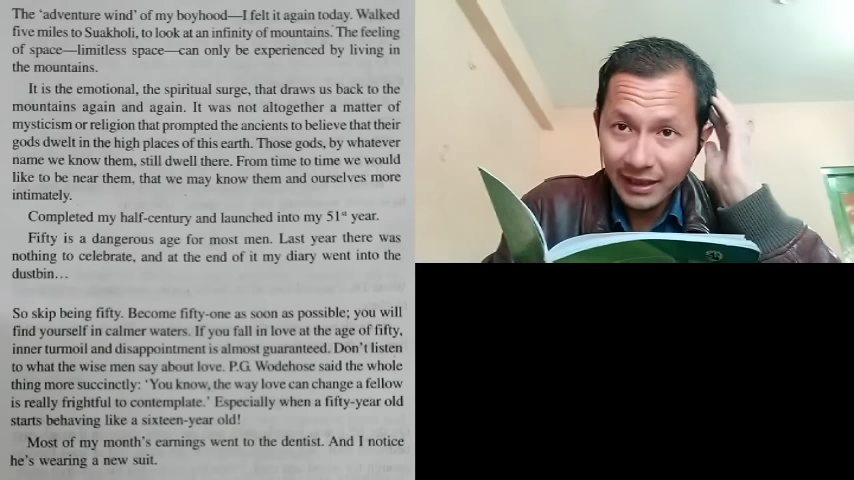 The ‘adventure wind’ of my boyhood—I felt it again today. Walked
five miles to Suakholi, to look at an infinity of mountains. The feeling
of space—limitless space—can only be experienced by living in
the mountains.
It is the emotional, the spiritual surge, that draws us back to the
mountains again and again. It was not altogether a matter of
mysticism or religion that prompted the ancients to believe that their
gods dwelt in the high places of this earth. Those gods, by whatever
name we know them, still dwell there. From time to time we would
like to be near them, that we may know them and ourselves more
intimately.
Completed my half-century and launched into my 51st year.
Fifty is a dangerous age for most men. Last year there was
nothing to celebrate, and at the end of it my diary went into the
dustbin…
So skip being fifty. Become fifty-one as soon as possible; you will
find yourself in calmer waters. If you fall in love at the age of fifty,
inner turmoil and disappointment is almost guaranteed. Don’t listen
to what the wise men say about love. P.G. Wodehose said the whole
thing more succinctly: ‘You know, the way love can change a fellow
is really frightful to contemplate.’ Especially when a fifty-year old
starts behaving like a sixteen-year old!
Most of my month’s earnings went to the dentist. And I notice
he’s wearing a new suit.